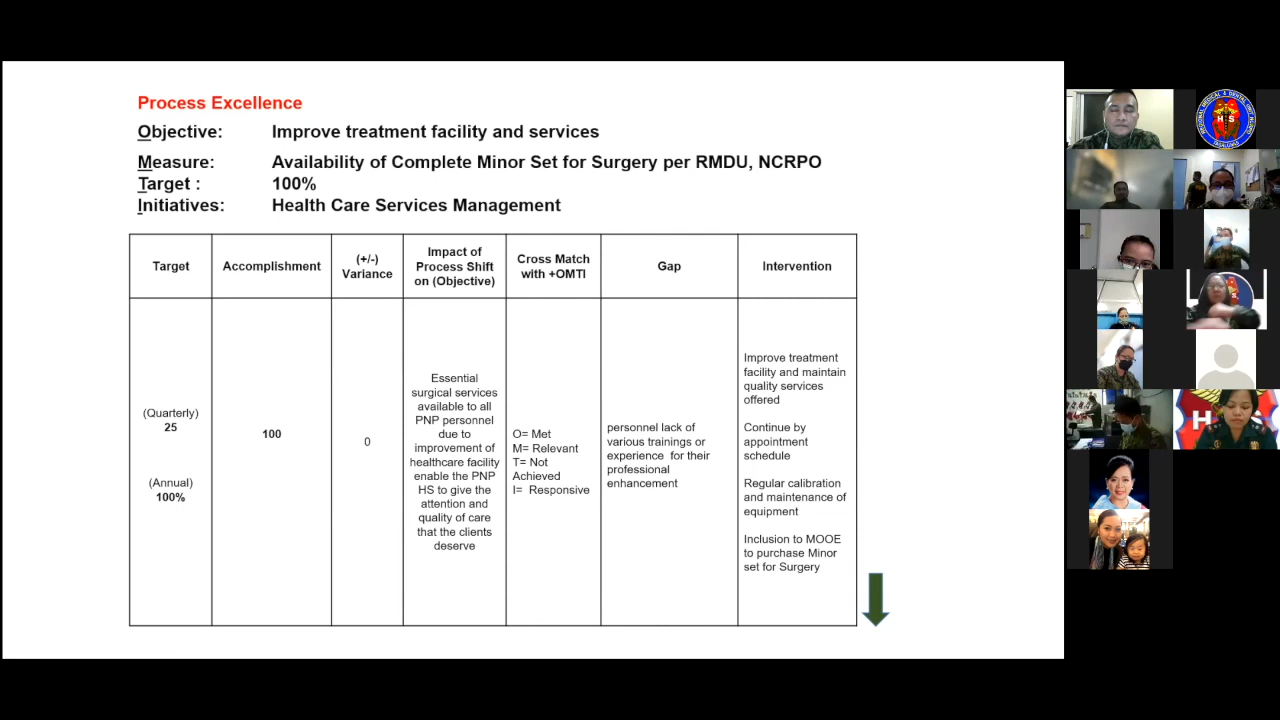 Process Excellence
Objective: Improve treatment facility and services
Measure: Availability of Complete Minor Set for Surgery per RMDU, NCRPO
Target : 100%
Initiatives: Health Care Services Management
Target
Accomplishment
(+/-)
Variance
Impact of
Process Shift
on (Objective)
Cross Match
with +OMTI
Gap
Intervention
(Quarterly)
25
(Annual)
100%
100
0
Essential
surgical services
available to all
PNP personnel
due to
improvement of
healthcare facility
enable the PNP
HS to give the
attention and
quality of care
that the clients
deserve
O= Met
M= Relevant
T= Not
Achieved
I= Responsive
personnel lack of
various trainings or
experience for their
professional
enhancement
Improve treatment
facility and maintain
quality services
offered
Continue by
appointment
schedule
Regular calibration
and maintenance of
equipment
Inclusion to MOOE
to purchase Minor
set for Surgery
H S
H